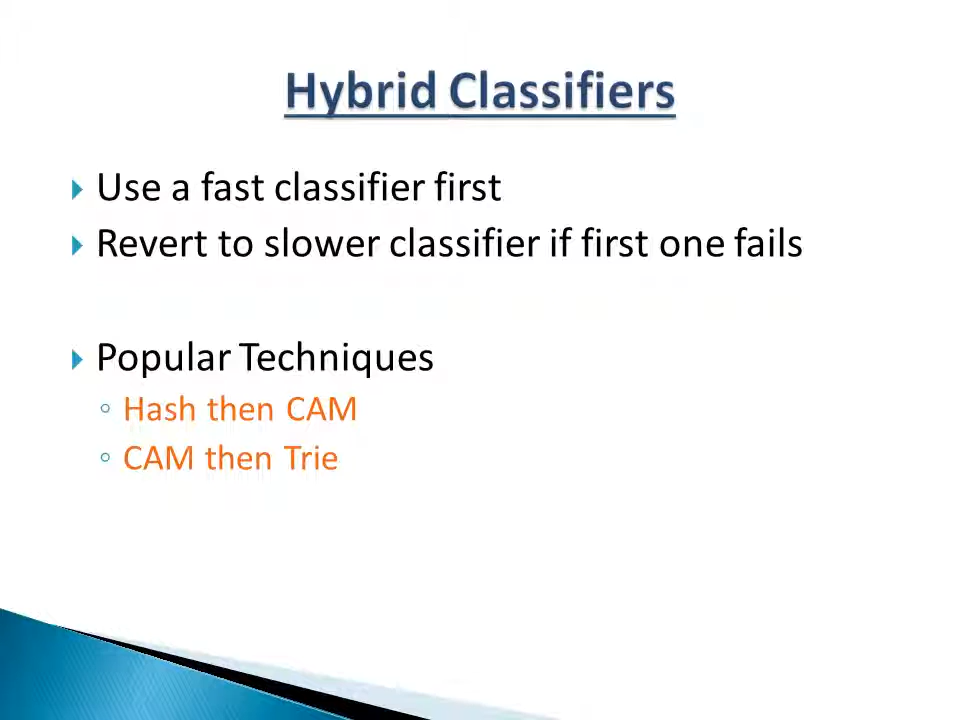 Hybrid Classifiers
Use a fast classifier first
Revert to slower classifier if first one fails
Popular Techniques
Hash then CAM
CAM then Trie